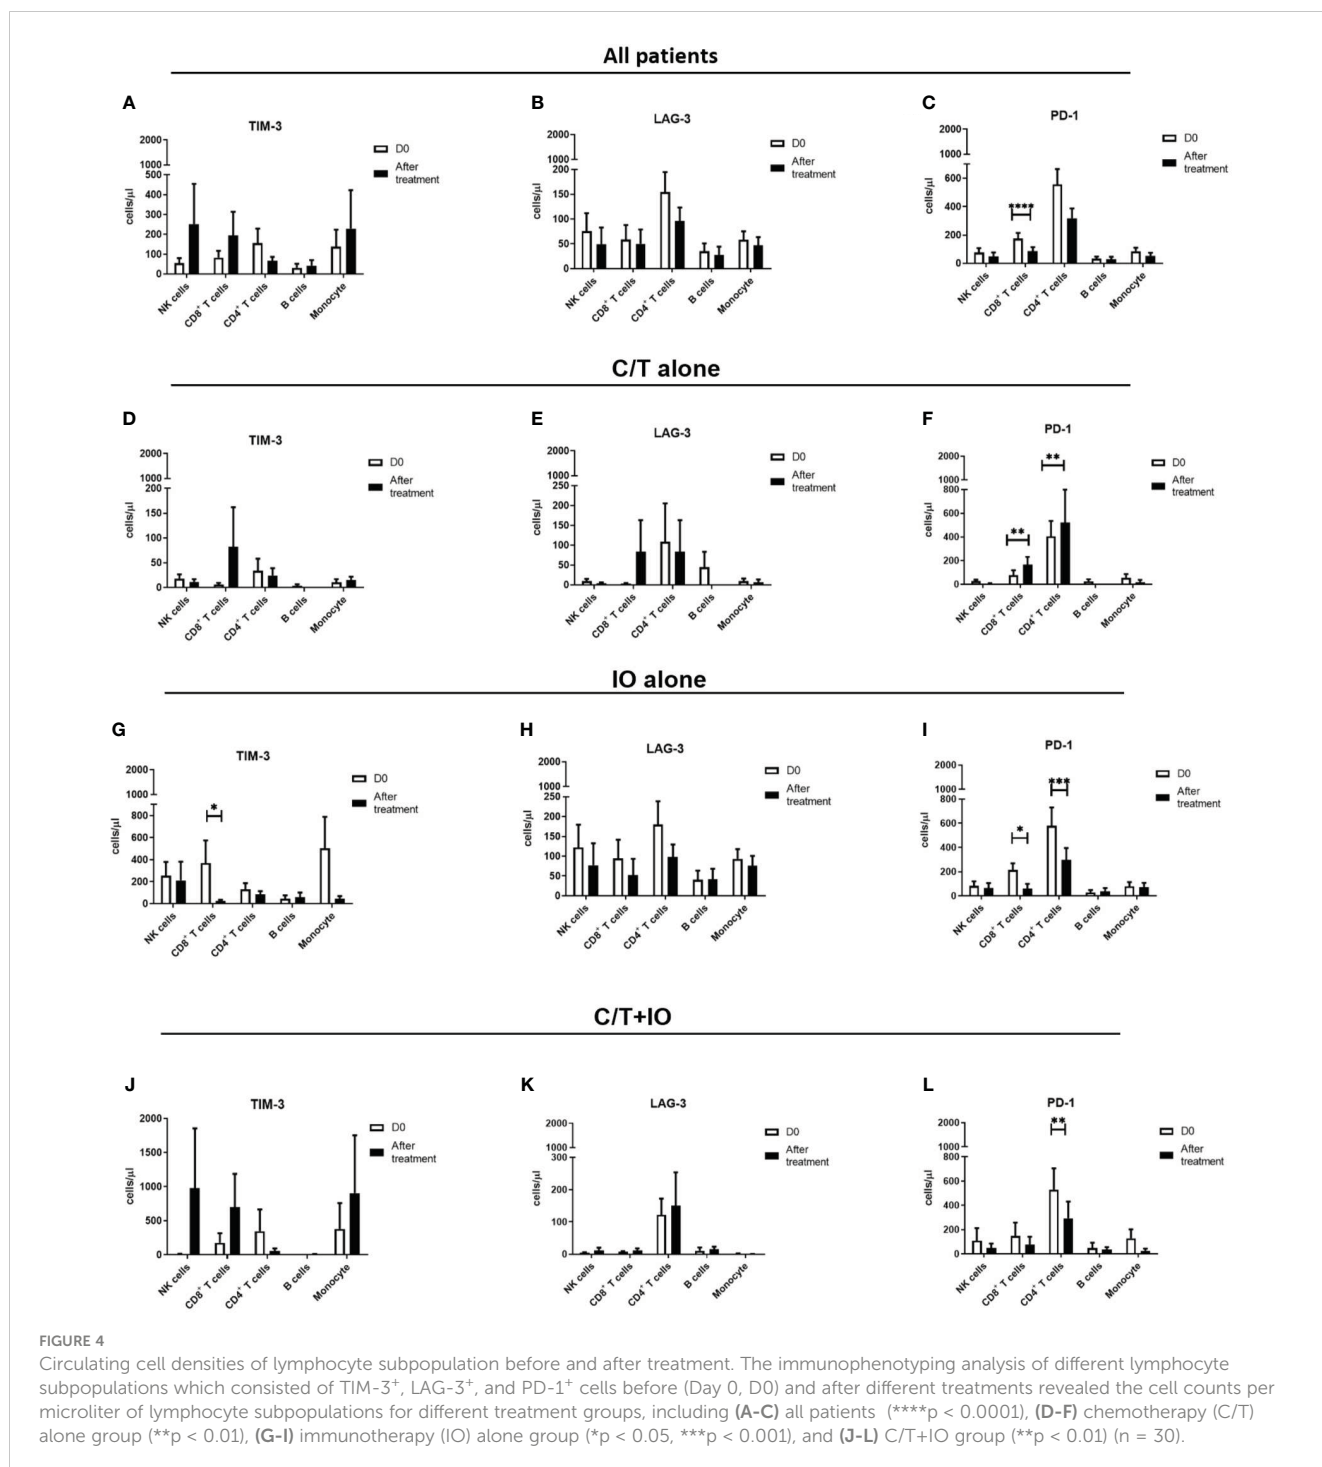 All patients
A
TIM-3
2000
1000
500
400
300
200
100
0
cells/µl
NK cells
CD8⁺ T cells
CD4⁺ T cells
B cells
Monocyte
D0
After
treatment
B
LAG-3
2000
1000
200
150
100
50
0
cells/µl
NK cells
CD8⁺ T cells
CD4⁺ T cells
B cells
Monocyte
D0
After
treatment
C
PD-1
2000
1000
600
400
200
0
cells/µl
****
NK cells
CD8⁺ T cells
CD4⁺ T cells
B cells
Monocyte
D0
After
treatment
C/T alone
D
TIM-3
2000
1000
200
150
100
50
0
cells/µl
NK cells
CD8⁺ T cells
CD4⁺ T cells
B cells
Monocyte
D0
After
treatment
E
LAG-3
2000
1000
250
200
150
100
50
0
cells/µl
NK cells
CD8⁺ T cells
CD4⁺ T cells
B cells
Monocyte
D0
After
treatment
F
PD-1
2000
1000
800
600
400
200
0
cells/µl
**
**
NK cells
CD8⁺ T cells
CD4⁺ T cells
B cells
Monocyte
D0
After
treatment
IO alone
G
TIM-3
2000
1000
800
600
400
200
0
cells/µl
*
NK cells
CD8⁺ T cells
CD4⁺ T cells
B cells
Monocyte
D0
After
treatment
H
LAG-3
2000
1000
250
200
150
100
50
0
cells/µl
NK cells
CD8⁺ T cells
CD4⁺ T cells
B cells
Monocyte
D0
After
treatment
I
PD-1
2000
1000
800
600
400
200
0
cells/µl
*
***
NK cells
CD8⁺ T cells
CD4⁺ T cells
B cells
Monocyte
D0
After
treatment
C/T+IO
J
TIM-3
2000
1500
1000
500
0
cells/µl
NK cells
CD8⁺ T cells
CD4⁺ T cells
B cells
Monocyte
D0
After
treatment
K
LAG-3
2000
1000
300
200
100
0
cells/µl
NK cells
CD8⁺ T cells
CD4⁺ T cells
B cells
Monocyte
D0
After
treatment
L
PD-1
2000
1000
800
600
400
200
0
cells/µl
**
NK cells
CD8⁺ T cells
CD4⁺ T cells
B cells
Monocyte
D0
After
treatment
FIGURE 4
Circulating cell densities of lymphocyte subpopulation before and after treatment. The immunophenotyping analysis of different lymphocyte
subpopulations which consisted of TIM-3⁺, LAG-3⁺, and PD-1⁺ cells before (Day 0, D0) and after different treatments revealed the cell counts per
microliter of lymphocyte subpopulations for different treatment groups, including (A-C) all patients (****p < 0.0001), (D-F) chemotherapy (C/T)
alone group (**p < 0.01), (G-I) immunotherapy (IO) alone group (*p < 0.05, ***p < 0.001), and (J-L) C/T+IO group (**p < 0.01) (n = 30).